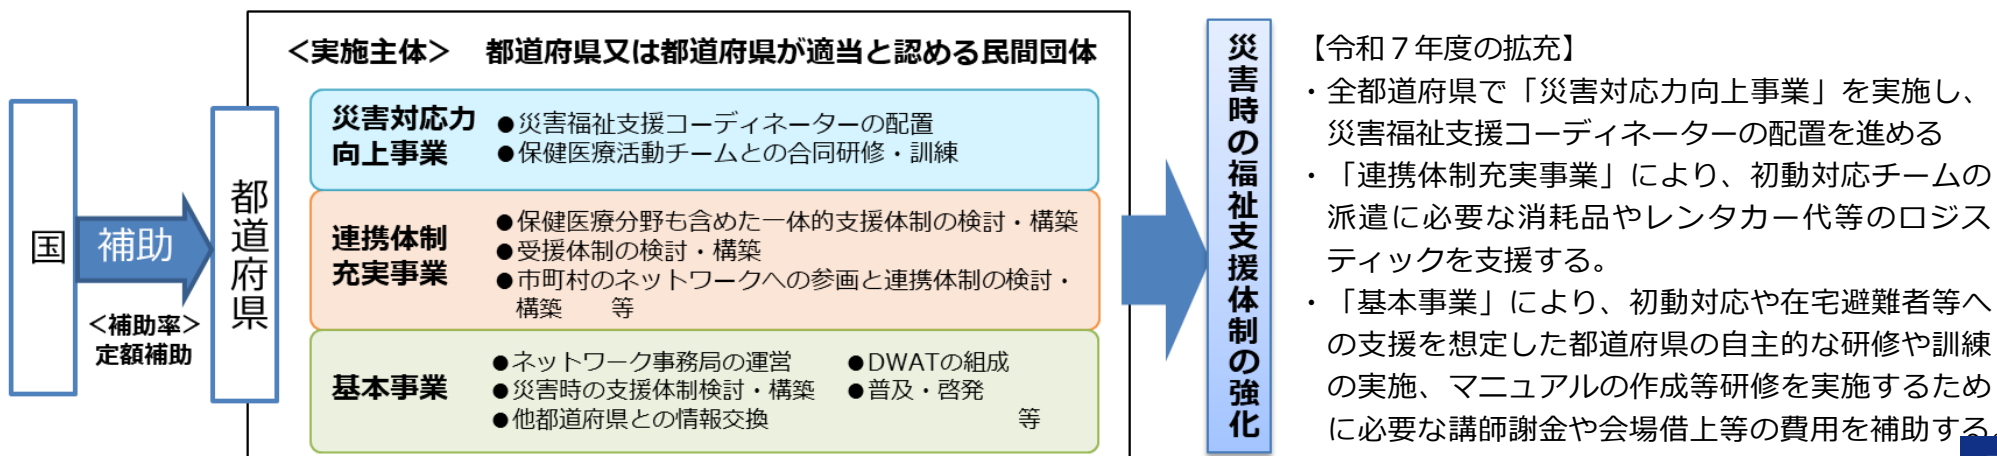 国
補助
<補助率>
定額補助
都道府県
<実施主体> 都道府県又は都道府県が適当と認める民間団体
災害対応力
向上事業
●災害福祉支援コーディネーターの配置
●保健医療活動チームとの合同研修・訓練
連携体制
充実事業
●保健医療分野も含めた一体的支援体制の検討・構築
●受援体制の検討・構築
●市町村のネットワークへの参画と連携体制の検討・
構築 等
基本事業
●ネットワーク事務局の運営 ●DWATの組成
●災害時の支援体制検討・構築 ●普及・啓発
●他都道府県との情報交換 等
災害時の福祉支援体制の強化
【令和７年度の拡充】
・全都道府県で「災害対応力向上事業」を実施し、
災害福祉支援コーディネーターの配置を進める
・「連携体制充実事業」により、初動対応チームの
派遣に必要な消耗品やレンタカー代等のロジス
ティックを支援する。
・「基本事業」により、初動対応や在宅避難者等へ
の支援を想定した都道府県の自主的な研修や訓練
の実施、マニュアルの作成等研修を実施するため
に必要な講師謝金や会場借上等の費用を補助する。